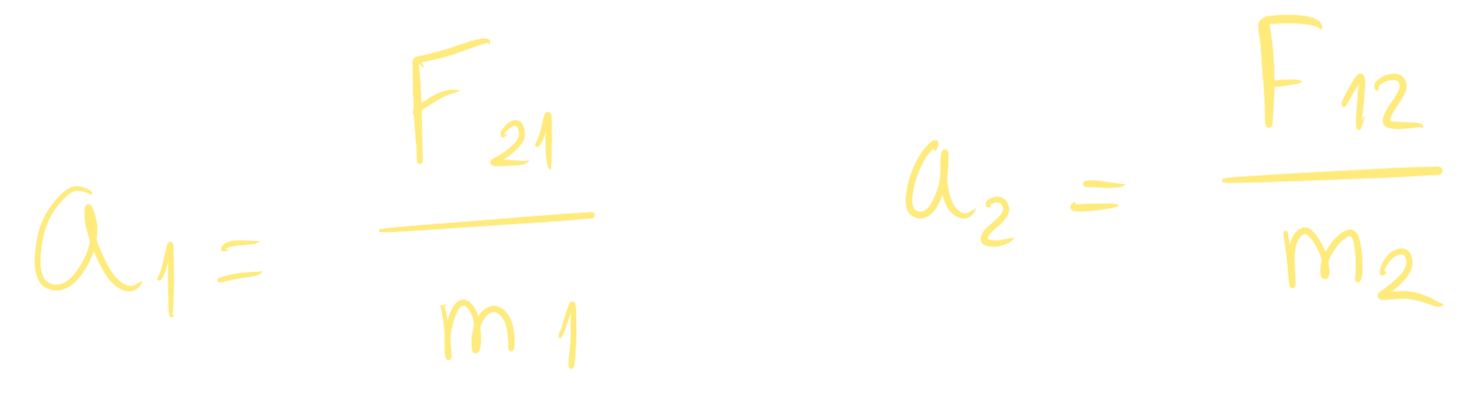 a₁ = F₂₁ / m₁
a₂ = F₁₂ / m₂